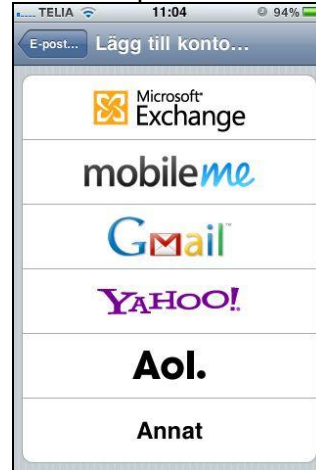 TELIA 11:04 94%
E-post... Lägg till konto...
Microsoft
Exchange
mobileme
Gmail
YAHOO!
Aol.
Annat